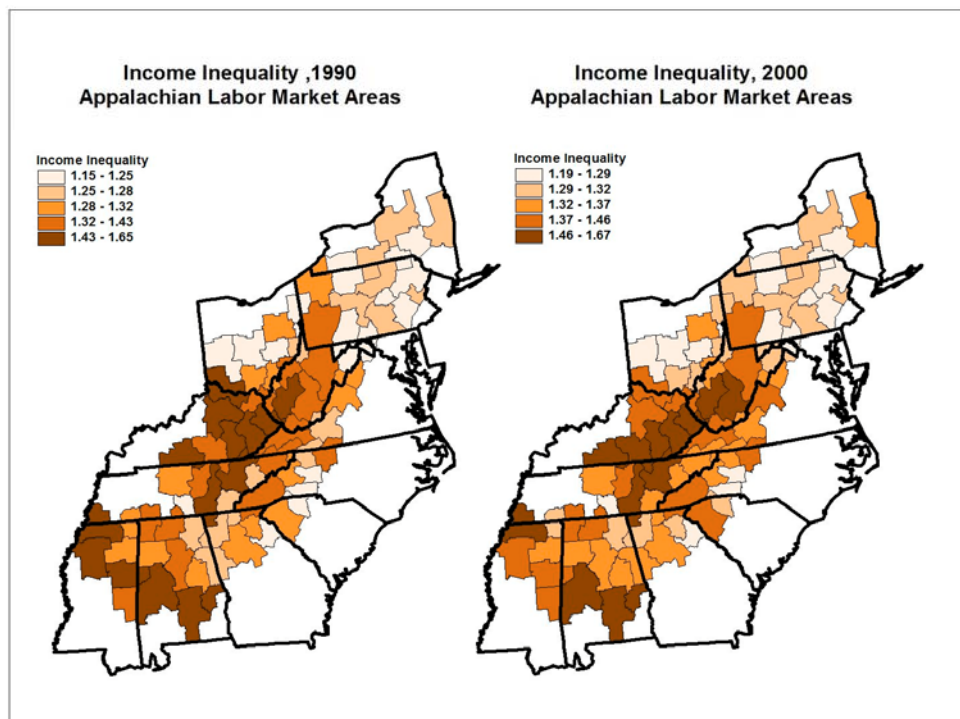 Income Inequality ,1990
Appalachian Labor Market Areas
Income Inequality
1.15 - 1.25
1.25 - 1.28
1.28 - 1.32
1.32 - 1.43
1.43 - 1.65
Income Inequality, 2000
Appalachian Labor Market Areas
Income Inequality
1.19 - 1.29
1.29 - 1.32
1.32 - 1.37
1.37 - 1.46
1.46 - 1.67